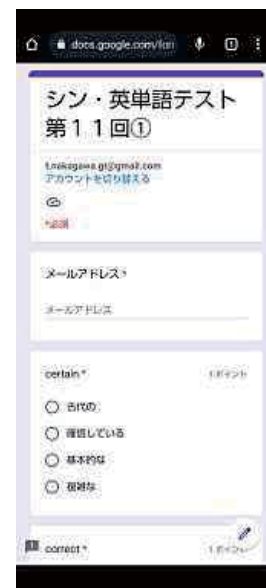 docs.google.com/for
シン・英単語テスト
第11回①
t.nakagawa.gt@gmail.com
アカウントを切り替える
*必須
メールアドレス*
メールアドレス
certain *
1 ポイント
古代の
確信している
基本的な
複雑な
correct *
1 ポイント